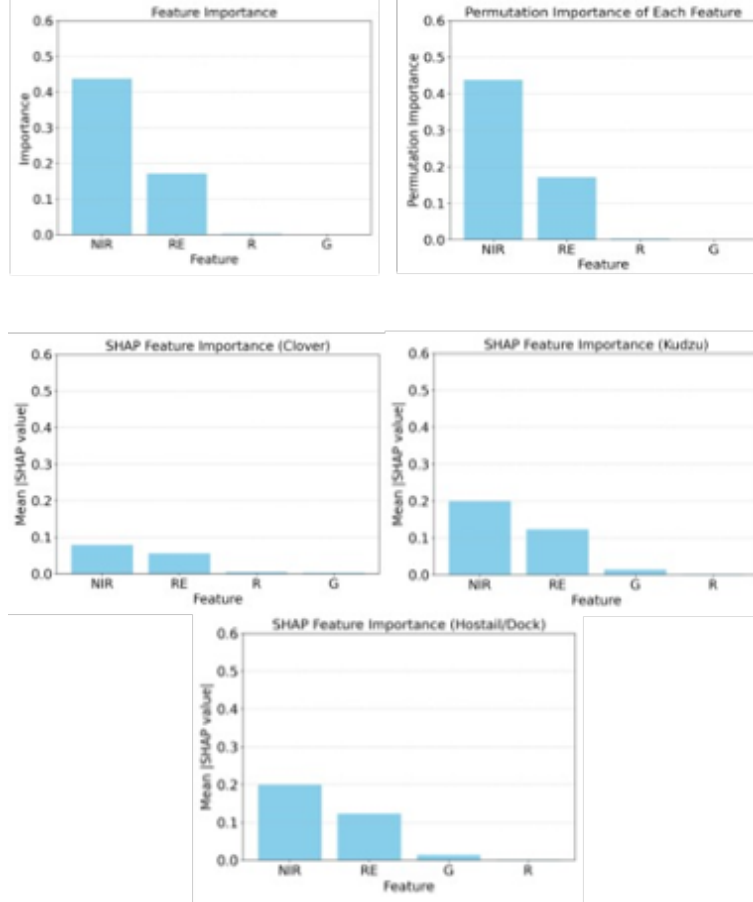 Feature Importance
Importance
0.6
0.5
0.4
0.3
0.2
0.1
0.0
NIR RE R G
Feature
Permutation Importance of Each Feature
Permutation Importance
0.6
0.5
0.4
0.3
0.2
0.1
0.0
NIR RE R G
Feature
SHAP Feature Importance (Clover)
Mean |SHAP value|
0.6
0.5
0.4
0.3
0.2
0.1
0.0
NIR RE R G
Feature
SHAP Feature Importance (Kudzu)
Mean |SHAP value|
0.6
0.5
0.4
0.3
0.2
0.1
0.0
NIR RE G R
Feature
SHAP Feature Importance (Hostail/Dock)
Mean |SHAP value|
0.6
0.5
0.4
0.3
0.2
0.1
0.0
NIR RE G R
Feature